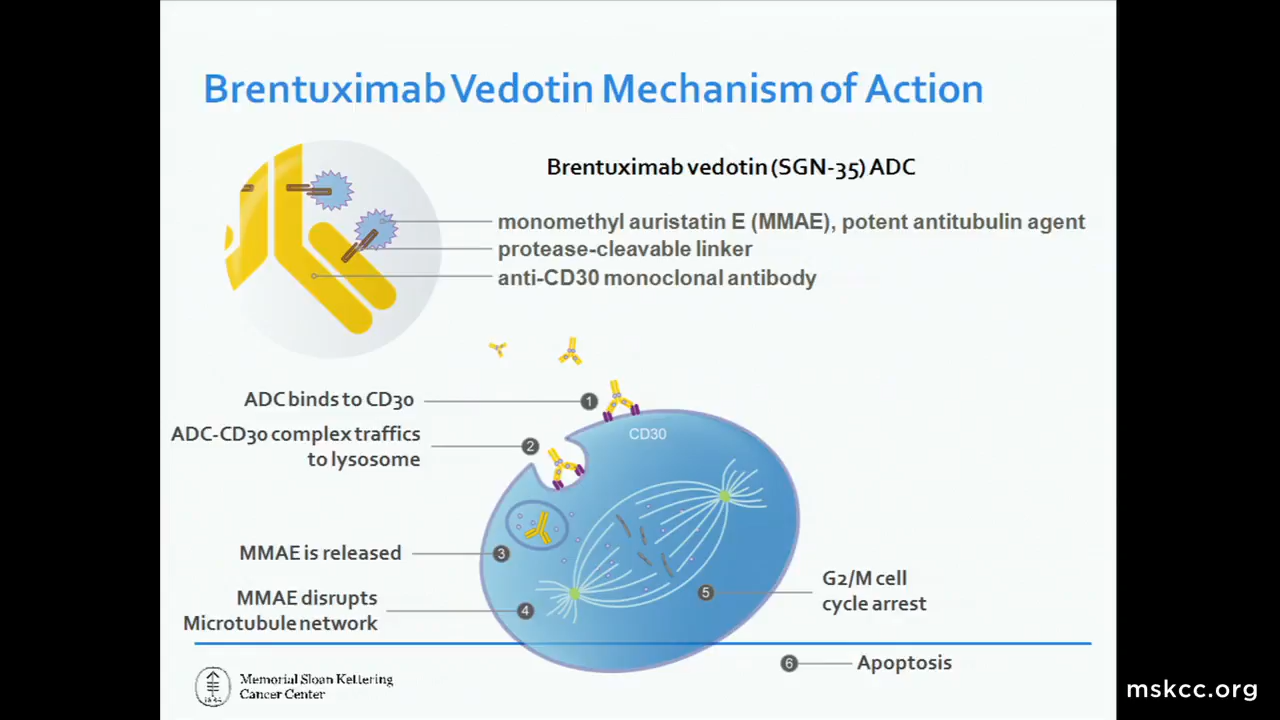 Brentuximab Vedotin Mechanism of Action
Brentuximab vedotin (SGN-35) ADC
monomethyl auristatin E (MMAE), potent antitubulin agent
protease-cleavable linker
anti-CD30 monoclonal antibody
ADC binds to CD30
1
CD30
ADC-CD30 complex traffics
to lysosome
2
MMAE is released
3
MMAE disrupts
Microtubule network
4
5
G2/M cell
cycle arrest
6
Apoptosis
Memorial Sloan Kettering
Cancer Center
mskcc.org